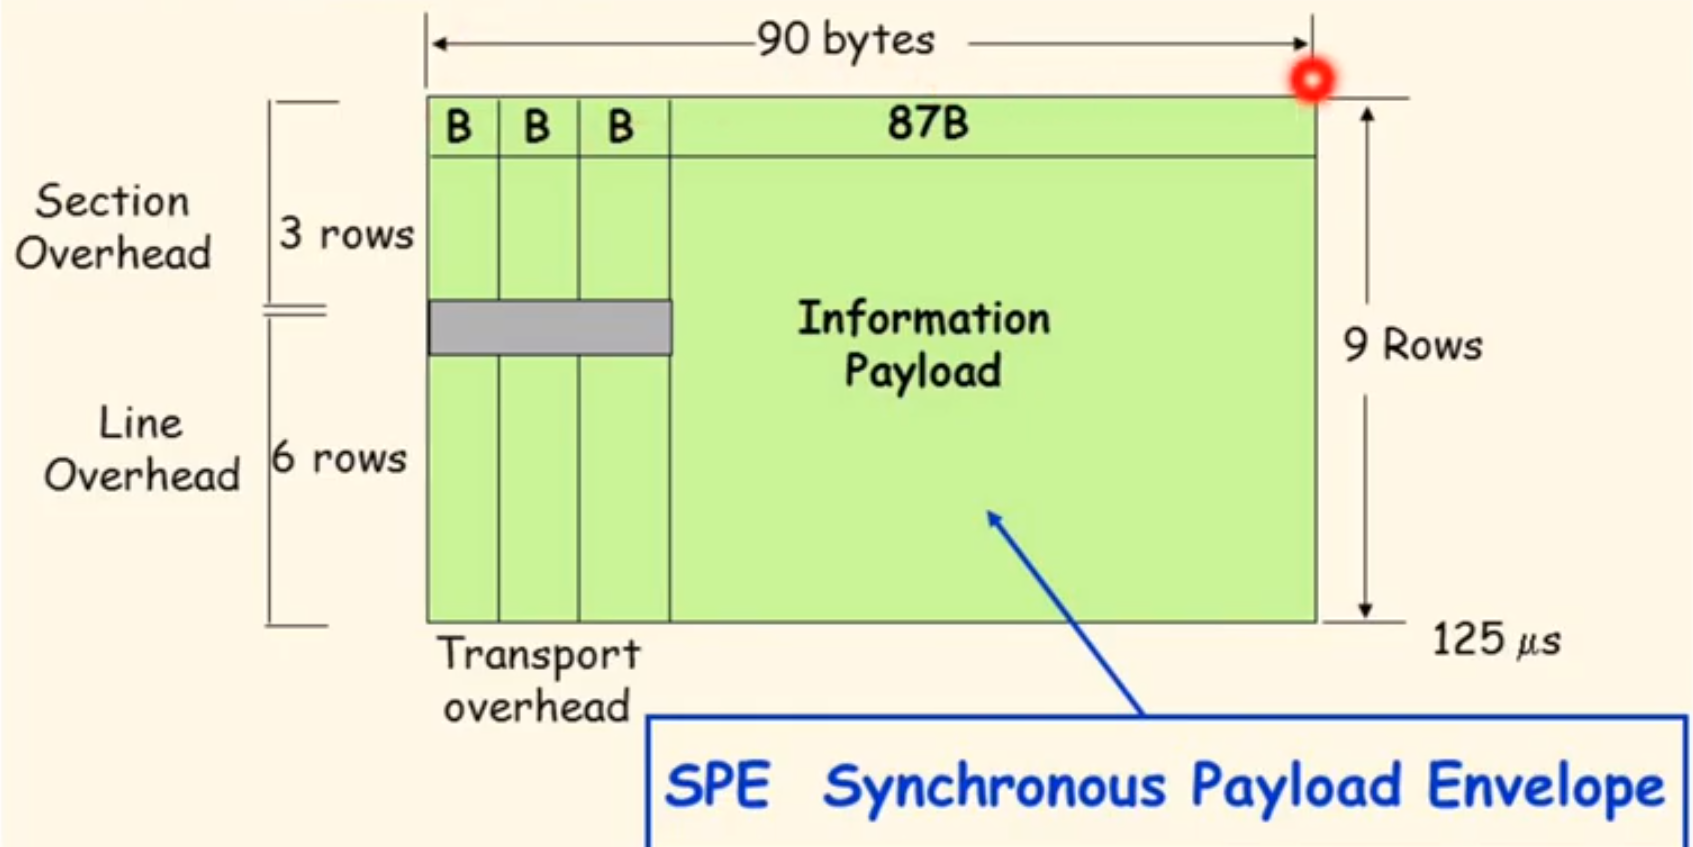 90 bytes
B B B 87B
Section
Overhead
3 rows
Information
Payload
9 Rows
Line
Overhead
6 rows
Transport
overhead
125 μs
SPE Synchronous Payload Envelope